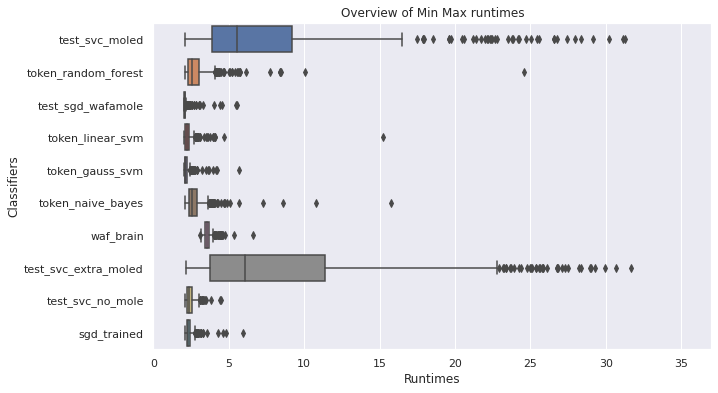 Overview of Min Max runtimes
Classifiers
test_svc_moled
token_random_forest
test_sgd_wafamole
token_linear_svm
token_gauss_svm
token_naive_bayes
waf_brain
test_svc_extra_moled
test_svc_no_mole
sgd_trained
0 5 10 15 20 25 30 35
Runtimes